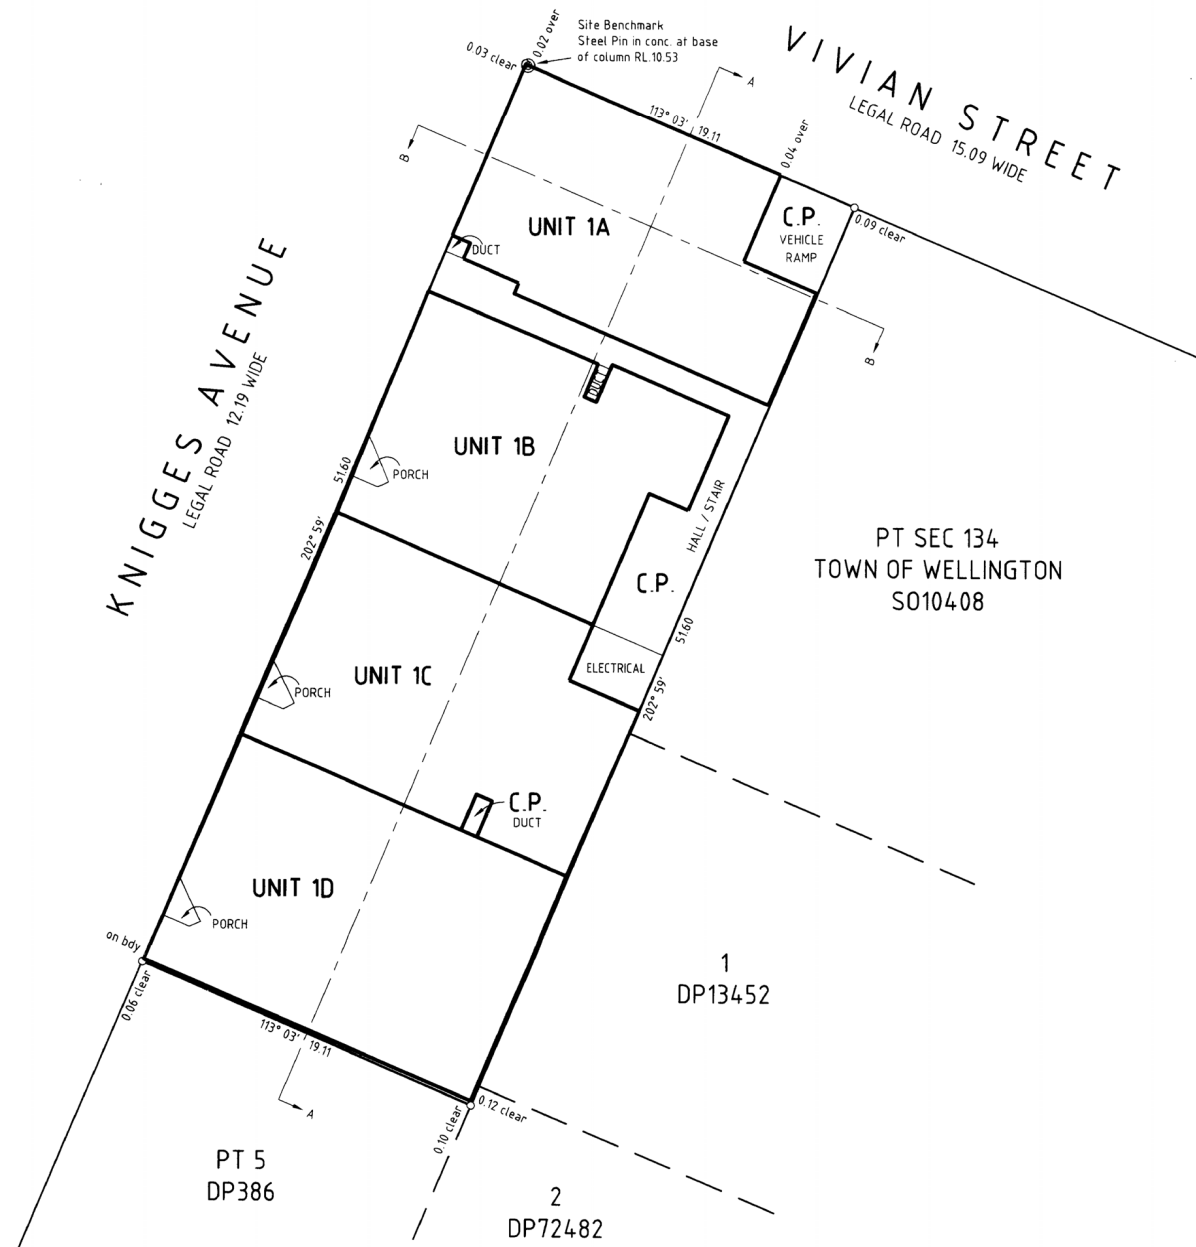 Site Benchmark
Steel Pin in conc. at base
of column RL.10.53
0.02 over
0.03 clear
VIVIAN STREET
LEGAL ROAD 15.09 WIDE
A
113° 03' 19.11
0.04 over
B
C.P.
VEHICLE
RAMP
0.09 clear
UNIT 1A
DUCT
B
KNIGGES AVENUE
LEGAL ROAD 12.19 WIDE
DUCT
UNIT 1B
PORCH
51.60
202° 59'
HALL / STAIR
C.P.
51.60
202° 59'
ELECTRICAL
PT SEC 134
TOWN OF WELLINGTON
SO10408
UNIT 1C
PORCH
C.P.
DUCT
UNIT 1D
PORCH
on bdy
0.06 clear
113° 03' 19.11
A
0.12 clear
0.10 clear
1
DP13452
PT 5
DP386
2
DP72482